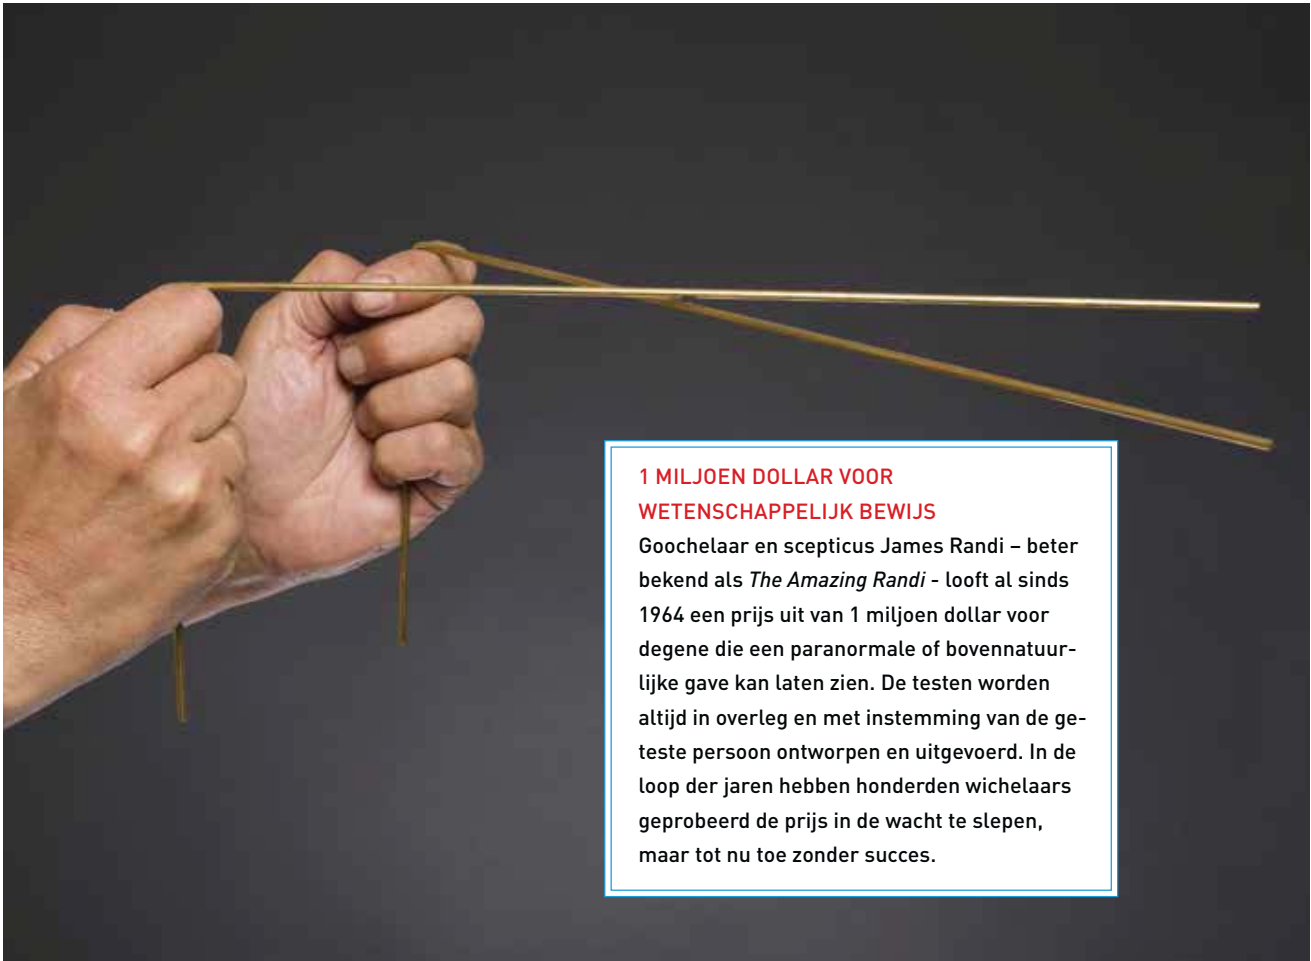 1 MILJOEN DOLLAR VOOR
WETENSCHAPPELIJK BEWIJS
Goochelaar en scepticus James Randi – beter
bekend als The Amazing Randi - looft al sinds
1964 een prijs uit van 1 miljoen dollar voor
degene die een paranormale of bovennatuur-
lijke gave kan laten zien. De testen worden
altijd in overleg en met instemming van de ge-
teste persoon ontworpen en uitgevoerd. In de
loop der jaren hebben honderden wichelaars
geprobeerd de prijs in de wacht te slepen,
maar tot nu toe zonder succes.